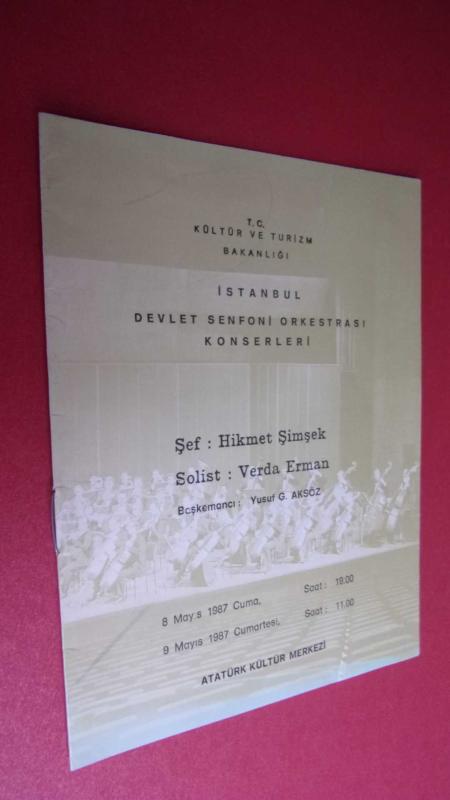 T.C.
KÜLTÜR VE TURİZM
BAKANLIĞI
İSTANBUL
DEVLET SENFONİ ORKESTRASI
KONSERLERİ
Şef : Hikmet Şimşek
Solist : Verda Erman
Başkemancı : Yusuf G. AKSÖZ
8 Mayıs 1987 Cuma, Saat : 19.00
9 Mayıs 1987 Cumartesi, Saat : 11.00
ATATÜRK KÜLTÜR MERKEZİ